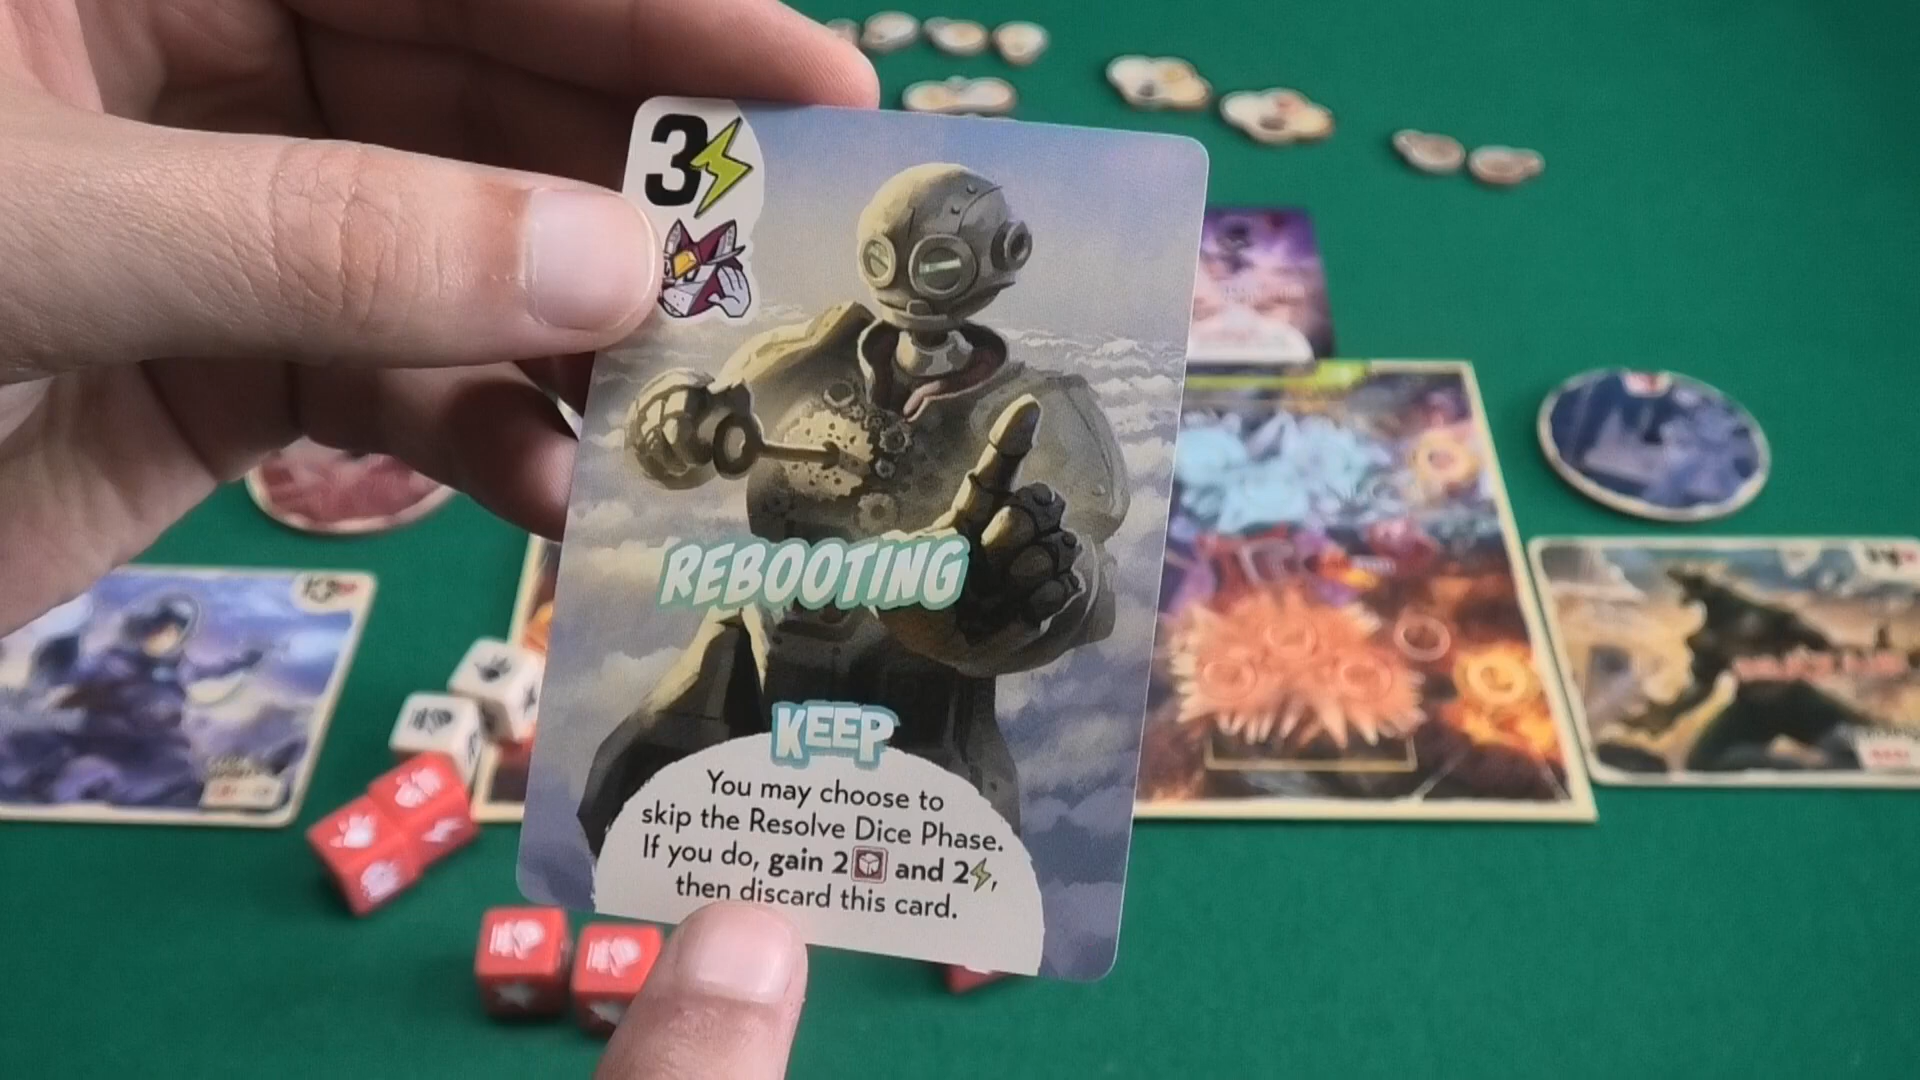 3
REBOOTING
KEEP
You may choose to
skip the Resolve Dice Phase.
If you do, gain 2 and 2,
then discard this card.